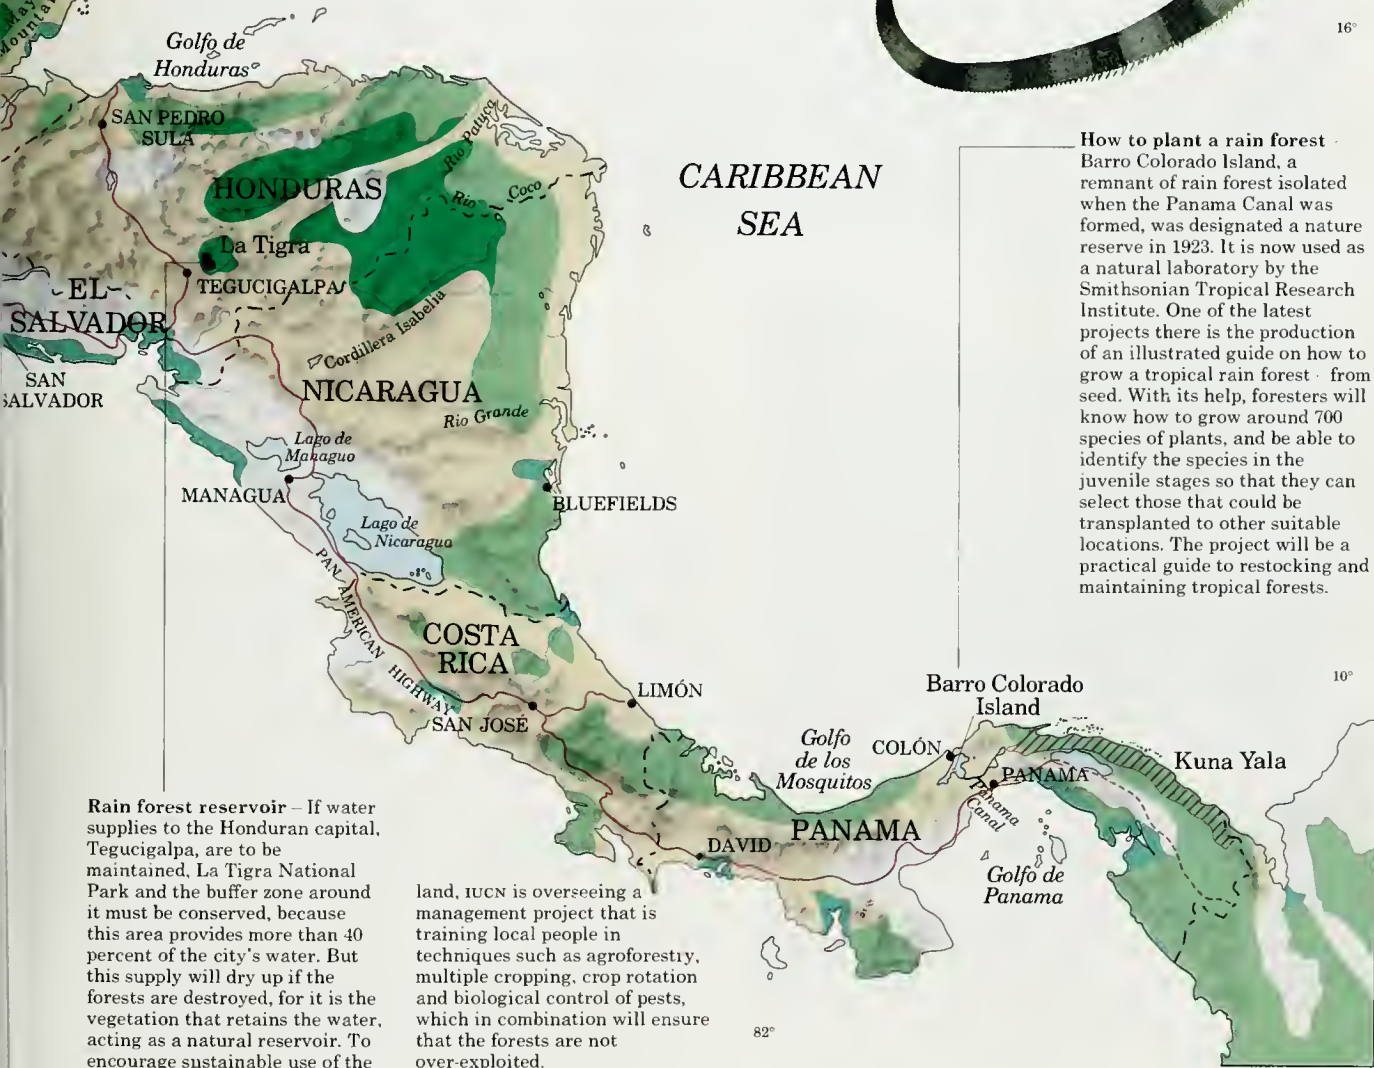 May
Mountai
Golfo de
Honduras
16°
SAN PEDRO
SULA
HONDURAS
Rio Patuca
Rio Coco
CARIBBEAN
SEA
La Tigra
TEGUCIGALPA
EL
SALVADOR
SAN
SALVADOR
Cordillera Isabelia
NICARAGUA
Rio Grande
Lago de
Managuo
MANAGUA
BLUEFIELDS
Lago de
Nicaragua
PAN AMERICAN HIGHWAY
COSTA
RICA
LIMÓN
SAN JOSÉ
How to plant a rain forest -
Barro Colorado Island, a
remnant of rain forest isolated
when the Panama Canal was
formed, was designated a nature
reserve in 1923. It is now used as
a natural laboratory by the
Smithsonian Tropical Research
Institute. One of the latest
projects there is the production
of an illustrated guide on how to
grow a tropical rain forest - from
seed. With its help, foresters will
know how to grow around 700
species of plants, and be able to
identify the species in the
juvenile stages so that they can
select those that could be
transplanted to other suitable
locations. The project will be a
practical guide to restocking and
maintaining tropical forests.
10°
Barro Colorado
Island
Golfo
de los
Mosquitos
COLÓN
Kuna Yala
PANAMA
Panama
Canal
PANAMA
DAVID
Golfo de
Panama
82°
Rain forest reservoir – If water
supplies to the Honduran capital,
Tegucigalpa, are to be
maintained, La Tigra National
Park and the buffer zone around
it must be conserved, because
this area provides more than 40
percent of the city's water. But
this supply will dry up if the
forests are destroyed, for it is the
vegetation that retains the water,
acting as a natural reservoir. To
encourage sustainable use of the
land, IUCN is overseeing a
management project that is
training local people in
techniques such as agroforestry,
multiple cropping, crop rotation
and biological control of pests,
which in combination will ensure
that the forests are not
over-exploited.